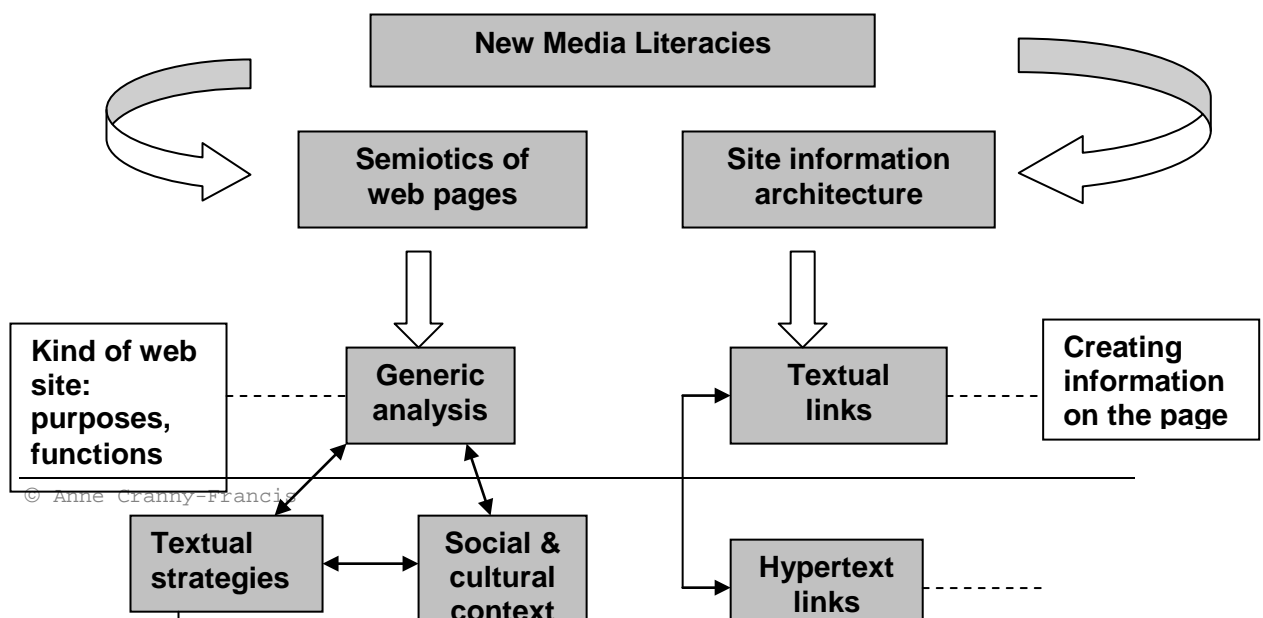 New Media Literacies
Semiotics of
web pages
Site information
architecture
Kind of web
site:
purposes,
functions
Generic
analysis
Textual
links
Creating
information
on the page
© Anne Cranny-Francis
Textual
strategies
Social &
cultural
context
Hypertext
links